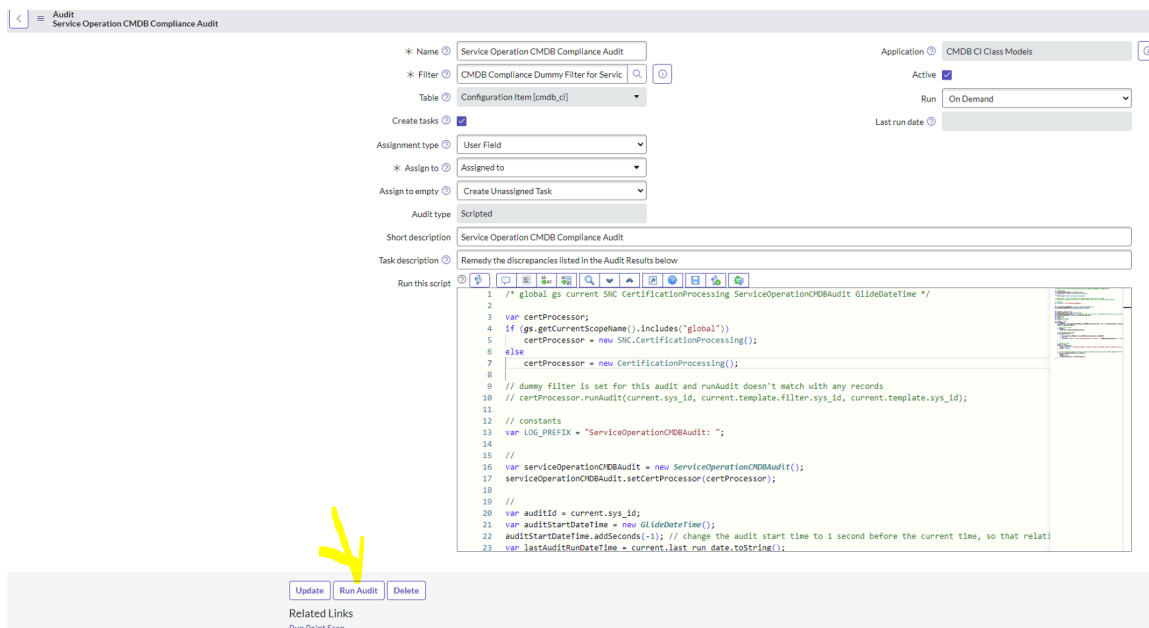 Audit
Service Operation CMDB Compliance Audit
Name Service Operation CMDB Compliance Audit
Application CMDB CI Class Models
Filter CMDB Compliance Dummy Filter for Servic
Active
Table Configuration Item [cmdb_ci]
Run On Demand
Create tasks
Last run date
Assignment type User Field
Assign to Assigned to
Assign to empty Create Unassigned Task
Audit type Scripted
Short description Service Operation CMDB Compliance Audit
Task description Remedy the discrepancies listed in the Audit Results below
Run this script
1 /* global gs current SNC CertificationProcessing ServiceOperationCMDBAudit GlideDateTime */
2
3 var certProcessor;
4 if (gs.getCurrentScopeName().includes("global"))
5 certProcessor = new SNC.CertificationProcessing();
6 else
7 certProcessor = new CertificationProcessing();
8
9 // dummy filter is set for this audit and runAudit doesn't match with any records
10 // certProcessor.runAudit(current.sys_id, current.template.filter.sys_id, current.template.sys_id);
11
12 // constants
13 var LOG_PREFIX = "ServiceOperationCMDBAudit: ";
14
15 //
16 var serviceOperationCMDBAudit = new ServiceOperationCMDBAudit();
17 serviceOperationCMDBAudit.setCertProcessor(certProcessor);
18
19 //
20 var auditId = current.sys_id;
21 var auditStartDateTime = new GlideDateTime();
22 auditStartDateTime.addSeconds(-1); // change the audit start time to 1 second before the current time, so that relati
23 var lastAuditRunDateTime = current.last_run_date.toString();
Update Run Audit Delete
Related Links
Run Point Scan